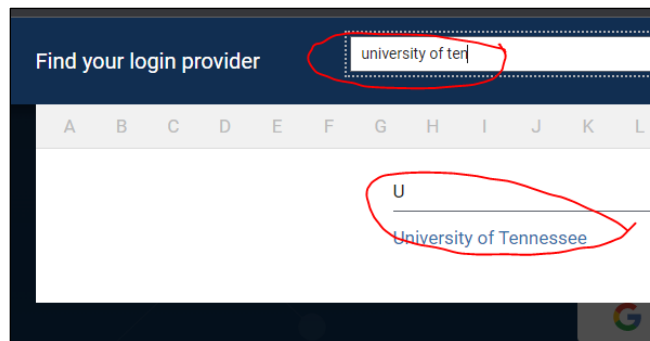 Find your login provider
university of ten
A B C D E F G H I J K L
U
University of Tennessee
G